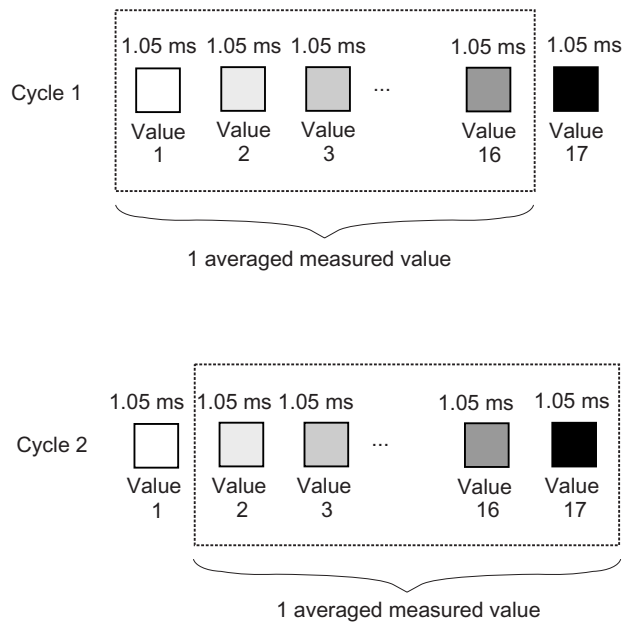 1.05 ms 1.05 ms 1.05 ms 1.05 ms 1.05 ms
Cycle 1
...
Value Value Value Value Value
1 2 3 16 17
1 averaged measured value
1.05 ms 1.05 ms 1.05 ms 1.05 ms 1.05 ms
Cycle 2
...
Value Value Value Value Value
1 2 3 16 17
1 averaged measured value